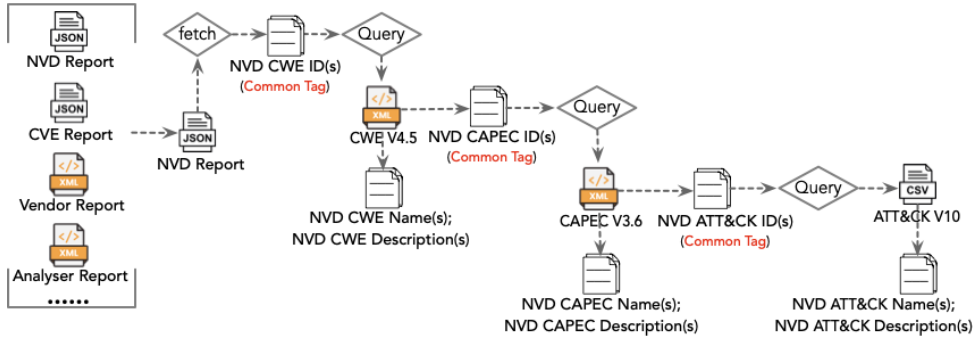 JSON
NVD Report
JSON
CVE Report
</>
XML
Vendor Report
</>
XML
Analyser Report
......
JSON
NVD Report
fetch
NVD CWE ID(s)
(Common Tag)
Query
</>
XML
CWE V4.5
NVD CWE Name(s);
NVD CWE Description(s)
NVD CAPEC ID(s)
(Common Tag)
Query
</>
XML
CAPEC V3.6
NVD CAPEC Name(s);
NVD CAPEC Description(s)
NVD ATT&CK ID(s)
(Common Tag)
Query
CSV
ATT&CK V10
NVD ATT&CK Name(s);
NVD ATT&CK Description(s)